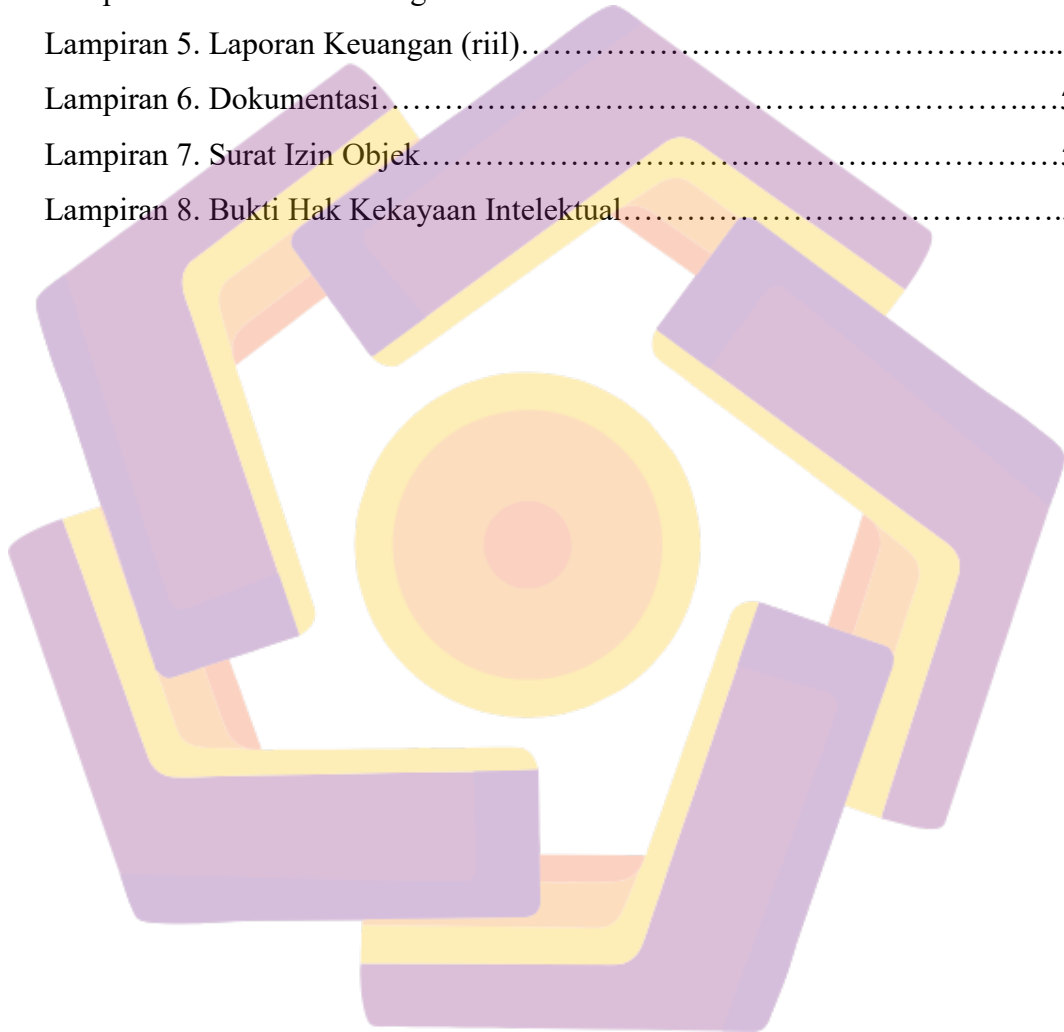 Lampiran 5. Laporan Keuangan (riil)……………………………………………....
Lampiran 6. Dokumentasi…………………………………………………………..…
Lampiran 7. Surat Izin Objek………………………………………………………
Lampiran 8. Bukti Hak Kekayaan Intelektual………………………………..…..